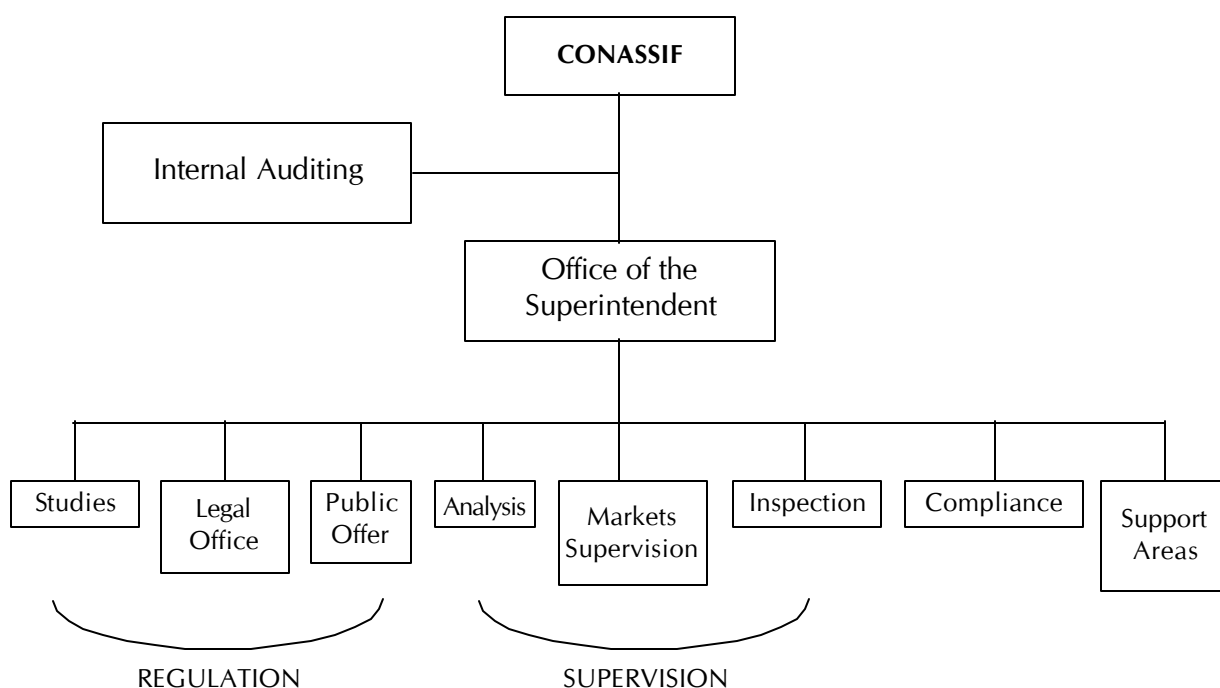 CONASSIF
Internal Auditing
Office of the
Superintendent
Studies
Legal
Office
Public
Offer
Analysis
Markets
Supervision
Inspection
Compliance
Support
Areas
REGULATION
SUPERVISION